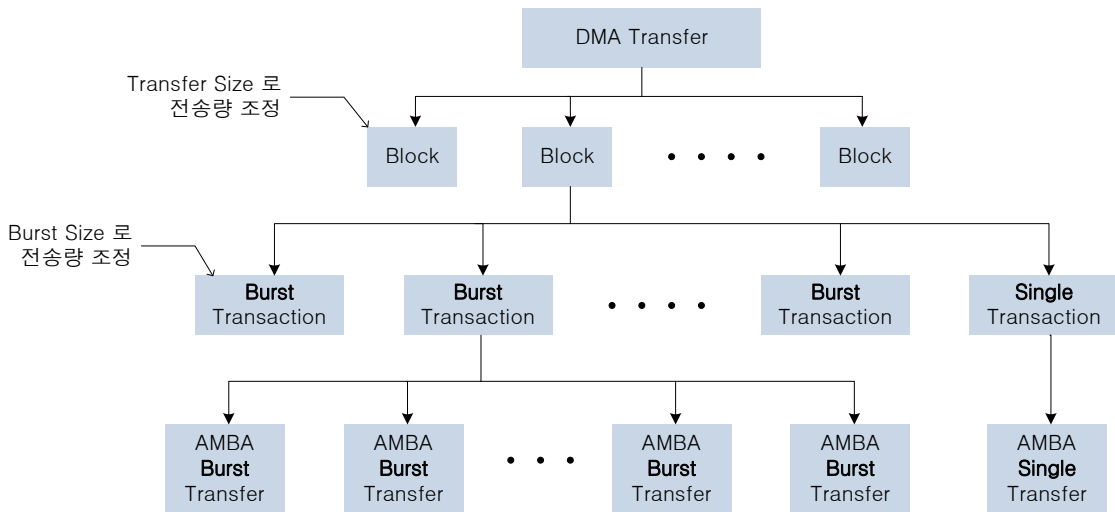 DMA Transfer
Transfer Size 로
전송량 조정
Block
Block
Block
Burst Size 로
전송량 조정
Burst
Transaction
Burst
Transaction
Burst
Transaction
Single
Transaction
AMBA
Burst
Transfer
AMBA
Burst
Transfer
AMBA
Burst
Transfer
AMBA
Burst
Transfer
AMBA
Single
Transfer